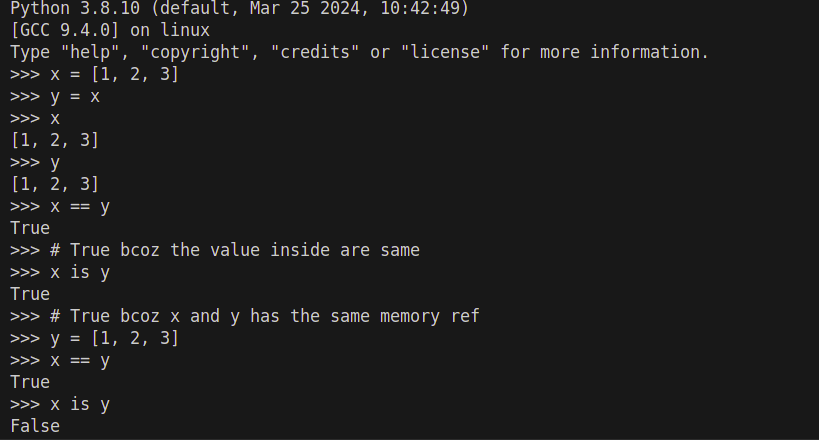 Python 3.8.10 (default, Mar 25 2024, 10:42:49)
[GCC 9.4.0] on linux
Type "help", "copyright", "credits" or "license" for more information.
>>> x = [1, 2, 3]
>>> y = x
>>> x
[1, 2, 3]
>>> y
[1, 2, 3]
>>> x == y
True
>>> # True bcoz the value inside are same
>>> x is y
True
>>> # True bcoz x and y has the same memory ref
>>> y = [1, 2, 3]
>>> x == y
True
>>> x is y
False